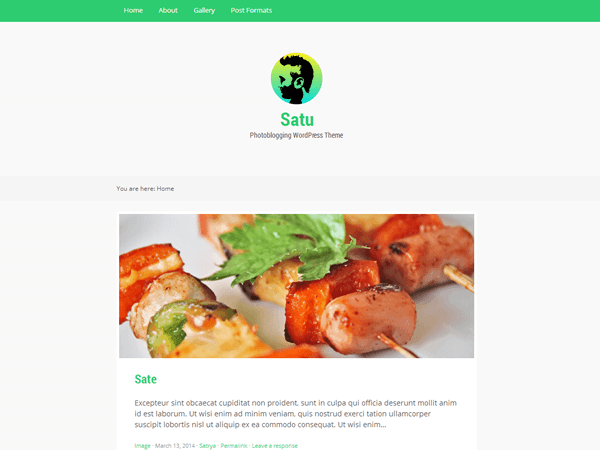 Home About Gallery Post Formats
Satu
Photoblogging WordPress Theme
You are here: Home
Sate
Excepteur sint obcaecat cupiditat non proident, sunt in culpa qui officia deserunt mollit anim
id est laborum. Ut wisi enim ad minim veniam, quis nostrud exerci tation ullamcorper
suscipit lobortis nisl ut aliquip ex ea commodo consequat. Ut wisi enim...
Image · March 13, 2014 · Satrya · Permalink · Leave a response